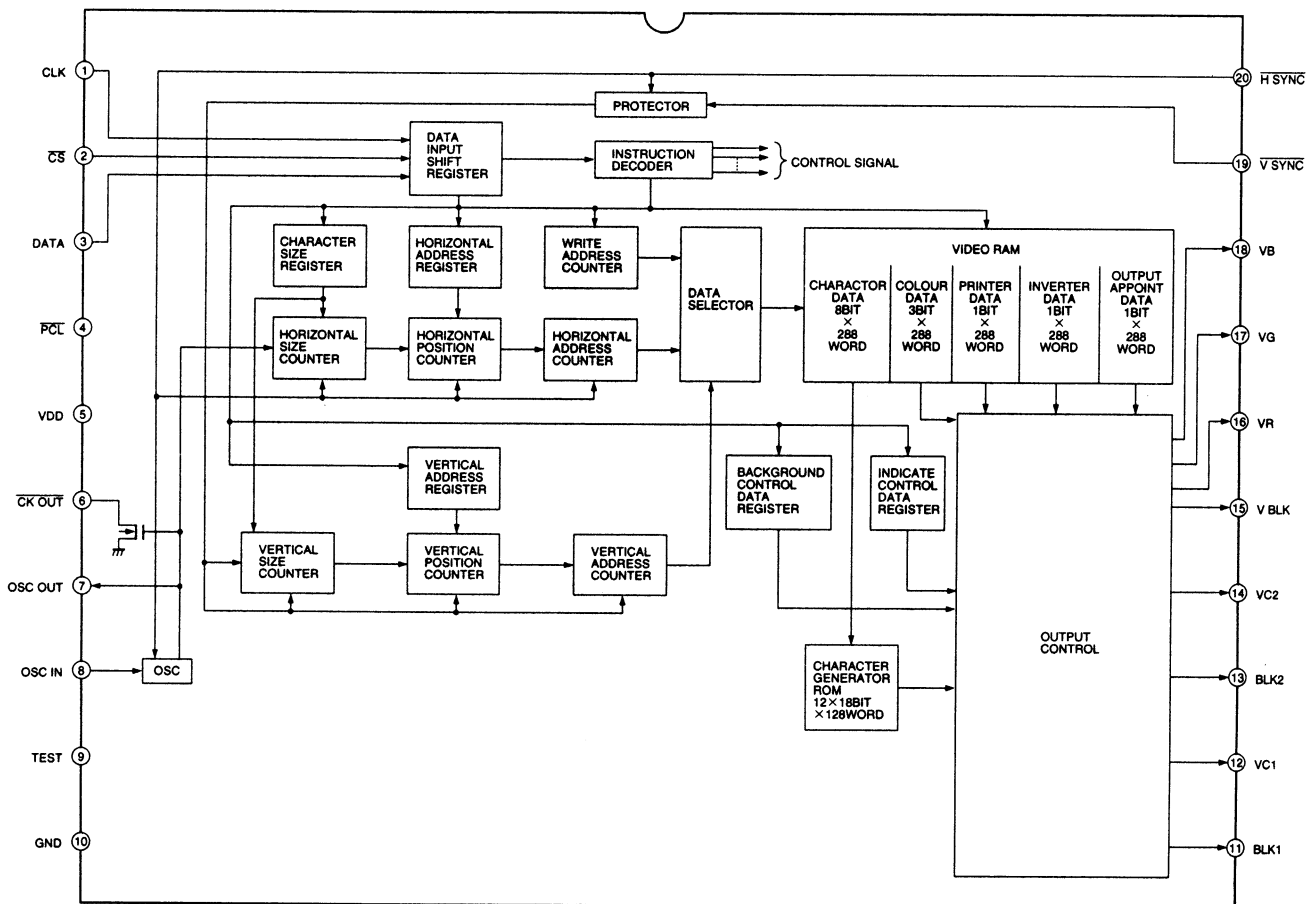 CLK
1
CS
2
DATA
3
PCL
4
VDD
5
CK OUT
6
OSC OUT
7
OSC IN
8
TEST
9
GND
10
H SYNC
20
V SYNC
19
VB
18
VG
17
VR
16
V BLK
15
VC2
14
BLK2
13
VC1
12
BLK1
11
PROTECTOR
DATA
INPUT
SHIFT
REGISTER
INSTRUCTION
DECODER
CONTROL SIGNAL
CHARACTER
SIZE
REGISTER
HORIZONTAL
ADDRESS
REGISTER
WRITE
ADDRESS
COUNTER
DATA
SELECTOR
VIDEO RAM
CHARACTOR
DATA
8BIT
×
288
WORD
COLOUR
DATA
3BIT
×
288
WORD
PRINTER
DATA
1BIT
×
288
WORD
INVERTER
DATA
1BIT
×
288
WORD
OUTPUT
APPOINT
DATA
1BIT
×
288
WORD
HORIZONTAL
SIZE
COUNTER
HORIZONTAL
POSITION
COUNTER
HORIZONTAL
ADDRESS
COUNTER
VERTICAL
ADDRESS
REGISTER
BACKGROUND
CONTROL
DATA
REGISTER
INDICATE
CONTROL
DATA
REGISTER
VERTICAL
SIZE
COUNTER
VERTICAL
POSITION
COUNTER
VERTICAL
ADDRESS
COUNTER
OSC
CHARACTER
GENERATOR
ROM
12×18BIT
×128WORD
OUTPUT
CONTROL